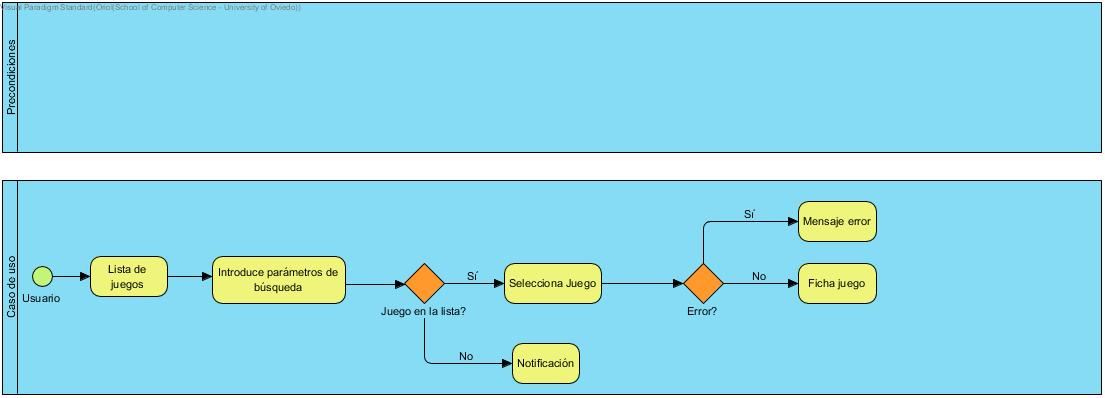 Visual Paradigm Standard(Oriol(School of Computer Science - University of Oviedo))
Precondiciones
Caso de uso
Usuario
Lista de
juegos
Introduce parámetros de
búsqueda
Juego en la lista?
Sí
No
Selecciona Juego
Notificación
Error?
Sí
No
Mensaje error
Ficha juego